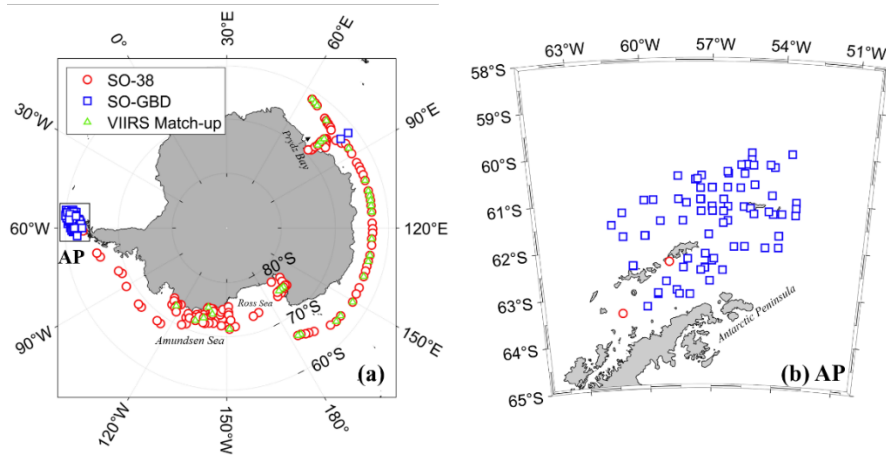 0°
30°E
60°E
30°W
SO-38
SO-GBD
VIIRS Match-up
90°E
Prydz Bay
60°W
AP
120°E
80°S
Ross Sea
70°S
90°W
Amundsen Sea
60°S
150°E
(a)
120°W
150°W
180°
63°W
60°W
57°W
54°W
51°W
58°S
59°S
60°S
61°S
62°S
63°S
64°S
65°S
Antarctic Peninsula
(b) AP